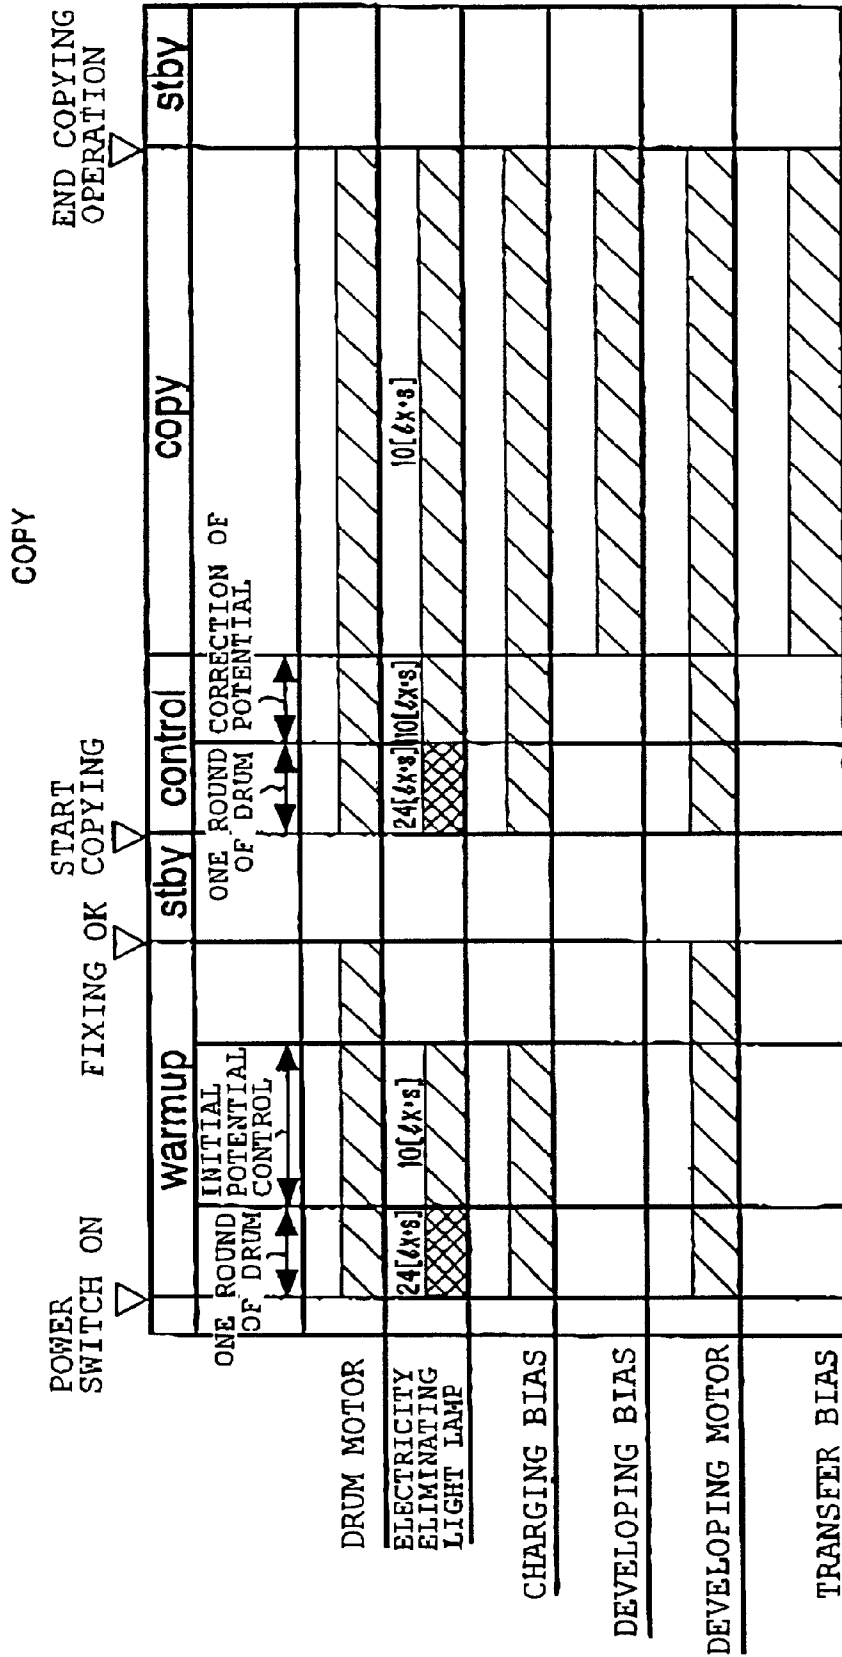 COPY
POWER
SWITCH ON
FIXING OK
START
COPYING
END COPYING
OPERATION
warmup
stby
control
copy
stby
ONE ROUND
OF DRUM
INITIAL
POTENTIAL
CONTROL
ONE ROUND
OF DRUM
CORRECTION OF
POTENTIAL
DRUM MOTOR
ELECTRICITY
ELIMINATING
LIGHT LAMP
24[ℓx·s]
10[ℓx·s]
24[ℓx·s]
10[ℓx·s]
10[ℓx·s]
CHARGING BIAS
DEVELOPING BIAS
DEVELOPING MOTOR
TRANSFER BIAS